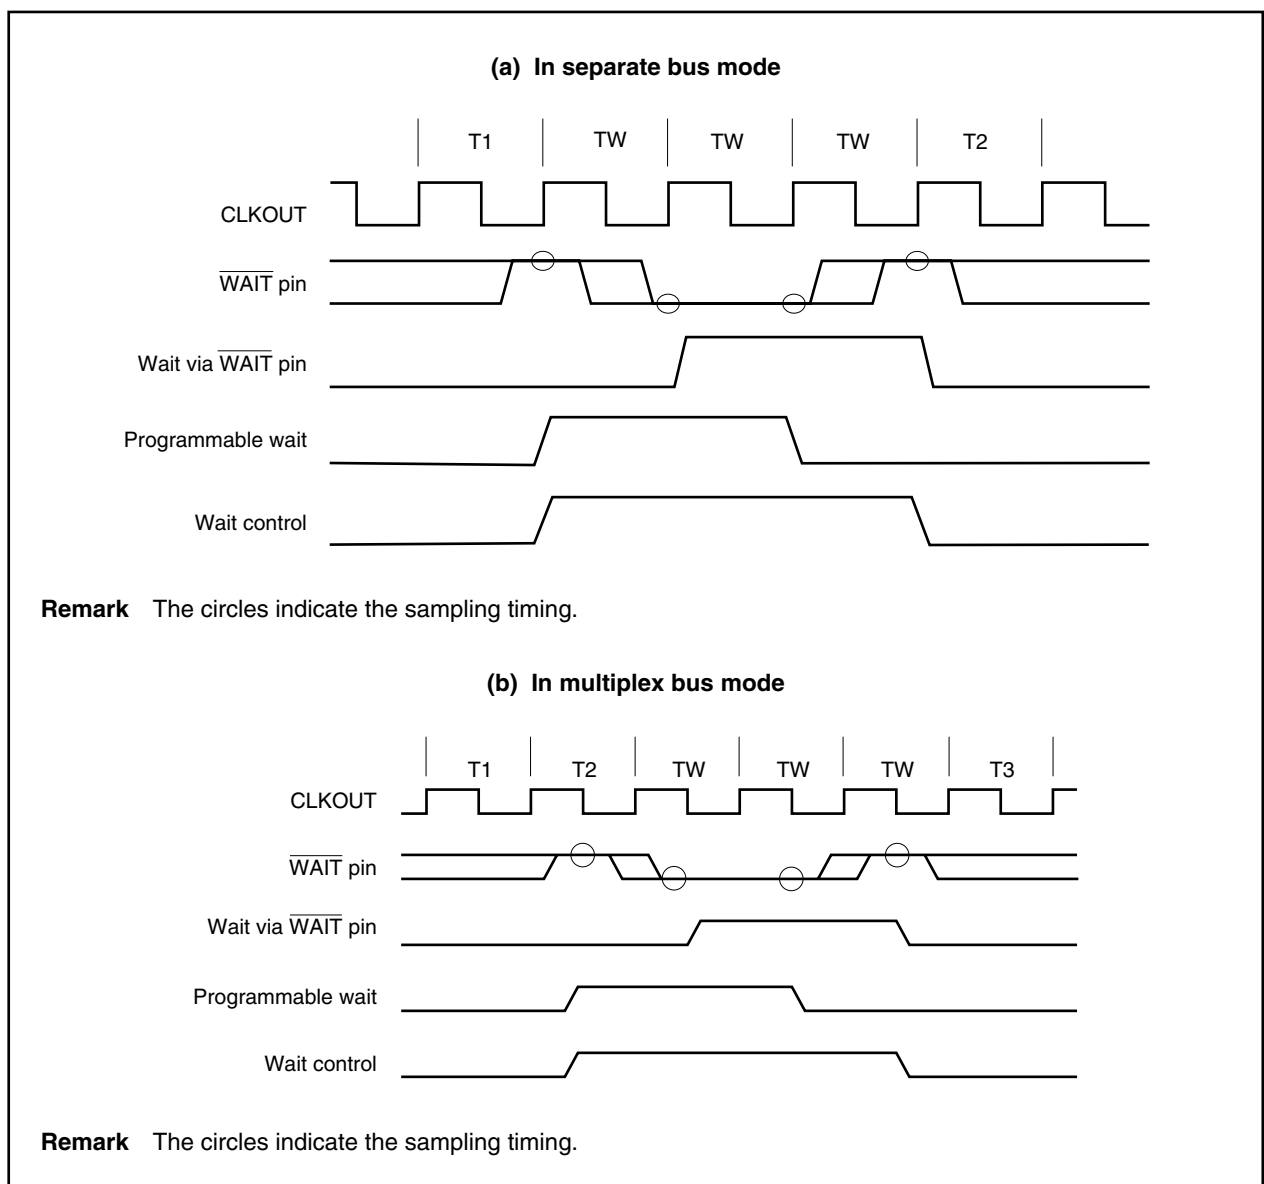 (a) In separate bus mode
T1 TW TW TW T2
CLKOUT
WAIT pin
Wait via WAIT pin
Programmable wait
Wait control
Remark The circles indicate the sampling timing.
(b) In multiplex bus mode
T1 T2 TW TW TW T3
CLKOUT
WAIT pin
Wait via WAIT pin
Programmable wait
Wait control
Remark The circles indicate the sampling timing.